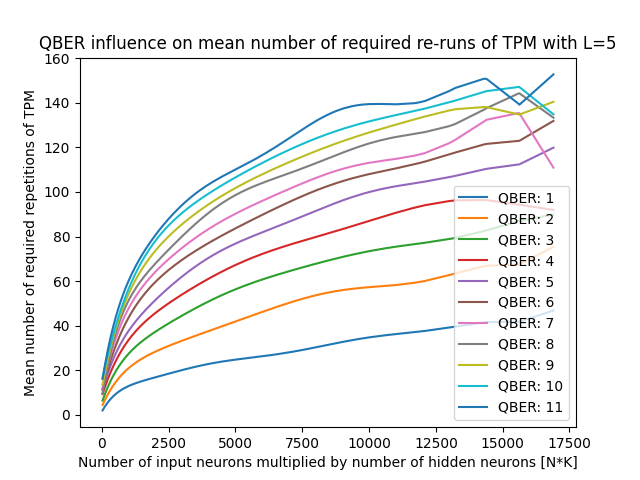 QBER influence on mean number of required re-runs of TPM with L=5
Mean number of required repetitions of TPM
160
140
120
100
80
60
40
20
0
QBER: 1
QBER: 2
QBER: 3
QBER: 4
QBER: 5
QBER: 6
QBER: 7
QBER: 8
QBER: 9
QBER: 10
QBER: 11
0 2500 5000 7500 10000 12500 15000 17500
Number of input neurons multiplied by number of hidden neurons [N*K]